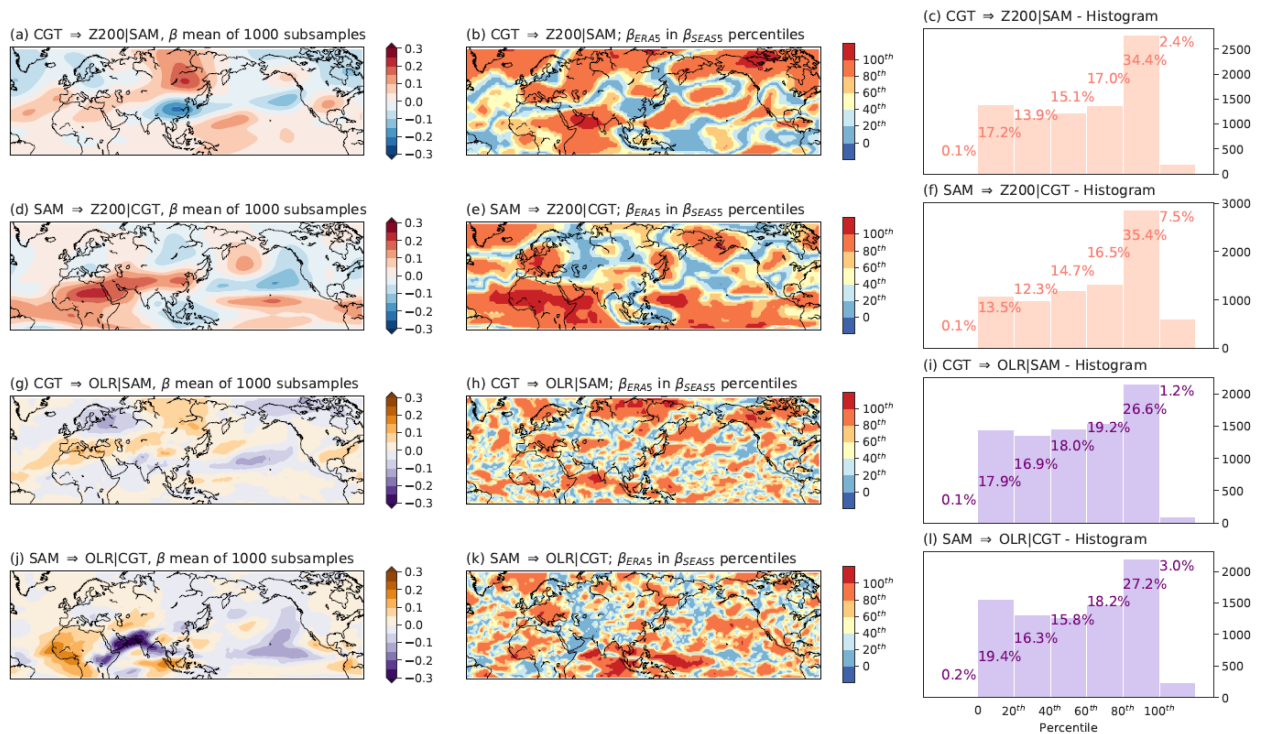 (a) CGT ⇒ Z200|SAM, β mean of 1000 subsamples
0.3
0.2
0.1
0.0
−0.1
−0.2
−0.3
(b) CGT ⇒ Z200|SAM; β_ERA5 in β_SEAS5 percentiles
100th
80th
60th
40th
20th
0
(c) CGT ⇒ Z200|SAM - Histogram
2.4%
34.4%
17.0%
15.1%
13.9%
17.2%
0.1%
2500
2000
1500
1000
500
0
(d) SAM ⇒ Z200|CGT, β mean of 1000 subsamples
0.3
0.2
0.1
0.0
−0.1
−0.2
−0.3
(e) SAM ⇒ Z200|CGT; β_ERA5 in β_SEAS5 percentiles
100th
80th
60th
40th
20th
0
(f) SAM ⇒ Z200|CGT - Histogram
7.5%
35.4%
16.5%
14.7%
12.3%
13.5%
0.1%
3000
2000
1000
0
(g) CGT ⇒ OLR|SAM, β mean of 1000 subsamples
0.3
0.2
0.1
0.0
−0.1
−0.2
−0.3
(h) CGT ⇒ OLR|SAM; β_ERA5 in β_SEAS5 percentiles
100th
80th
60th
40th
20th
0
(i) CGT ⇒ OLR|SAM - Histogram
1.2%
26.6%
19.2%
18.0%
16.9%
17.9%
0.1%
2000
1500
1000
500
0
(j) SAM ⇒ OLR|CGT, β mean of 1000 subsamples
0.3
0.2
0.1
0.0
−0.1
−0.2
−0.3
(k) SAM ⇒ OLR|CGT; β_ERA5 in β_SEAS5 percentiles
100th
80th
60th
40th
20th
0
(l) SAM ⇒ OLR|CGT - Histogram
3.0%
27.2%
18.2%
15.8%
16.3%
19.4%
0.2%
2000
1500
1000
500
0
0 20th 40th 60th 80th 100th
Percentile